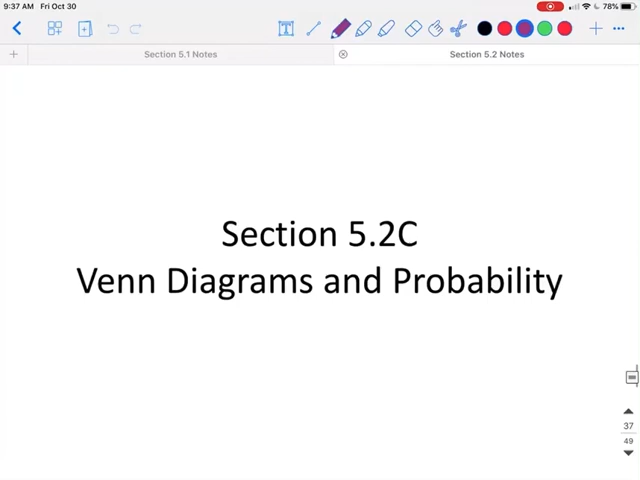 9:37 AM Fri Oct 30 78%
Section 5.1 Notes Section 5.2 Notes
Section 5.2C
Venn Diagrams and Probability
37
49